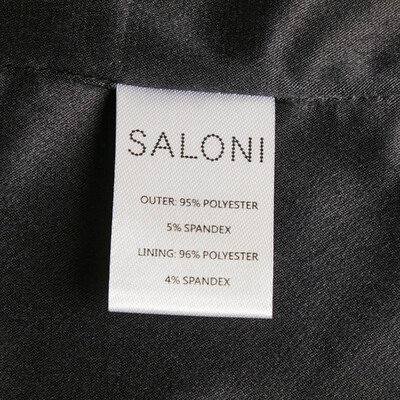 SALONI
OUTER: 95% POLYESTER
5% SPANDEX
LINING: 96% POLYESTER
4% SPANDEX